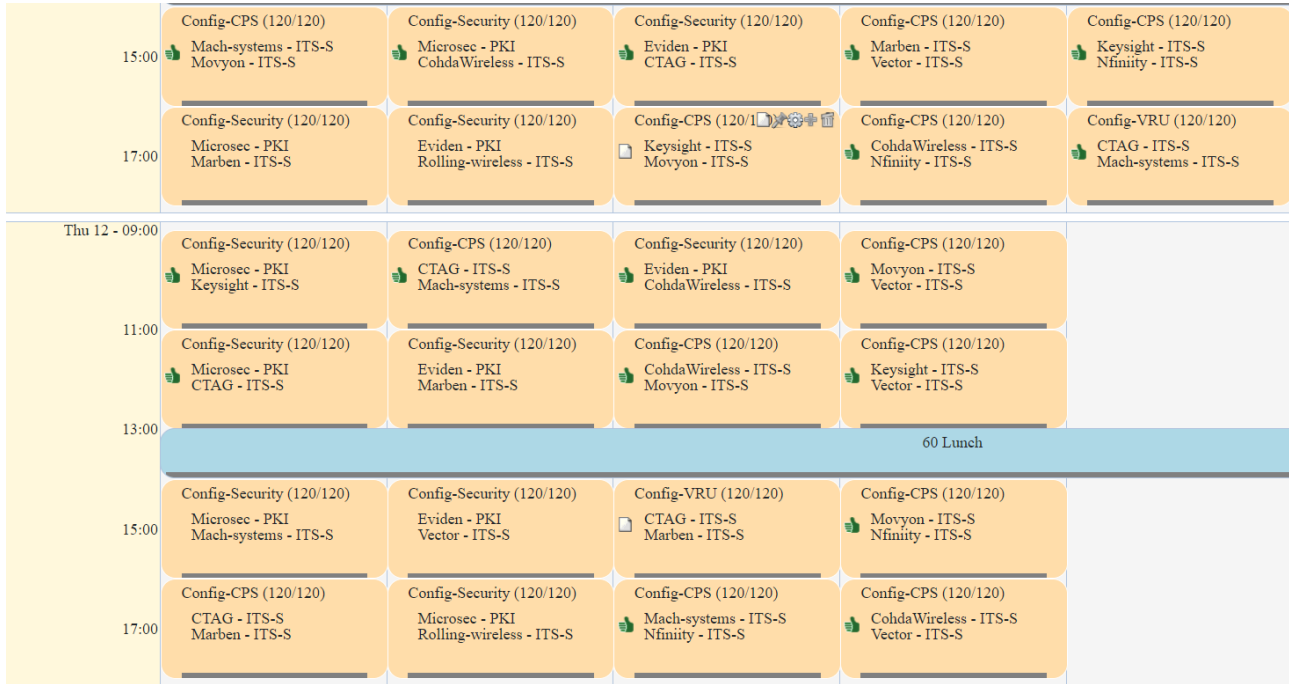 Config-CPS (120/120)
Mach-systems - ITS-S
Movyon - ITS-S
Config-Security (120/120)
Microsec - PKI
CohdaWireless - ITS-S
Config-Security (120/120)
Eviden - PKI
CTAG - ITS-S
Config-CPS (120/120)
Marben - ITS-S
Vector - ITS-S
Config-CPS (120/120)
Keysight - ITS-S
Nfiniity - ITS-S
15:00
Config-Security (120/120)
Microsec - PKI
Marben - ITS-S
Config-Security (120/120)
Eviden - PKI
Rolling-wireless - ITS-S
Config-CPS (120/1
Keysight - ITS-S
Movyon - ITS-S
Config-CPS (120/120)
CohdaWireless - ITS-S
Nfiniity - ITS-S
Config-VRU (120/120)
CTAG - ITS-S
Mach-systems - ITS-S
17:00
Thu 12 - 09:00
Config-Security (120/120)
Microsec - PKI
Keysight - ITS-S
Config-CPS (120/120)
CTAG - ITS-S
Mach-systems - ITS-S
Config-Security (120/120)
Eviden - PKI
CohdaWireless - ITS-S
Config-CPS (120/120)
Movyon - ITS-S
Vector - ITS-S
11:00
Config-Security (120/120)
Microsec - PKI
CTAG - ITS-S
Config-Security (120/120)
Eviden - PKI
Marben - ITS-S
Config-CPS (120/120)
CohdaWireless - ITS-S
Movyon - ITS-S
Config-CPS (120/120)
Keysight - ITS-S
Vector - ITS-S
13:00
60 Lunch
Config-Security (120/120)
Microsec - PKI
Mach-systems - ITS-S
Config-Security (120/120)
Eviden - PKI
Vector - ITS-S
Config-VRU (120/120)
CTAG - ITS-S
Marben - ITS-S
Config-CPS (120/120)
Movyon - ITS-S
Nfiniity - ITS-S
15:00
Config-CPS (120/120)
CTAG - ITS-S
Marben - ITS-S
Config-Security (120/120)
Microsec - PKI
Rolling-wireless - ITS-S
Config-CPS (120/120)
Mach-systems - ITS-S
Nfiniity - ITS-S
Config-CPS (120/120)
CohdaWireless - ITS-S
Vector - ITS-S
17:00